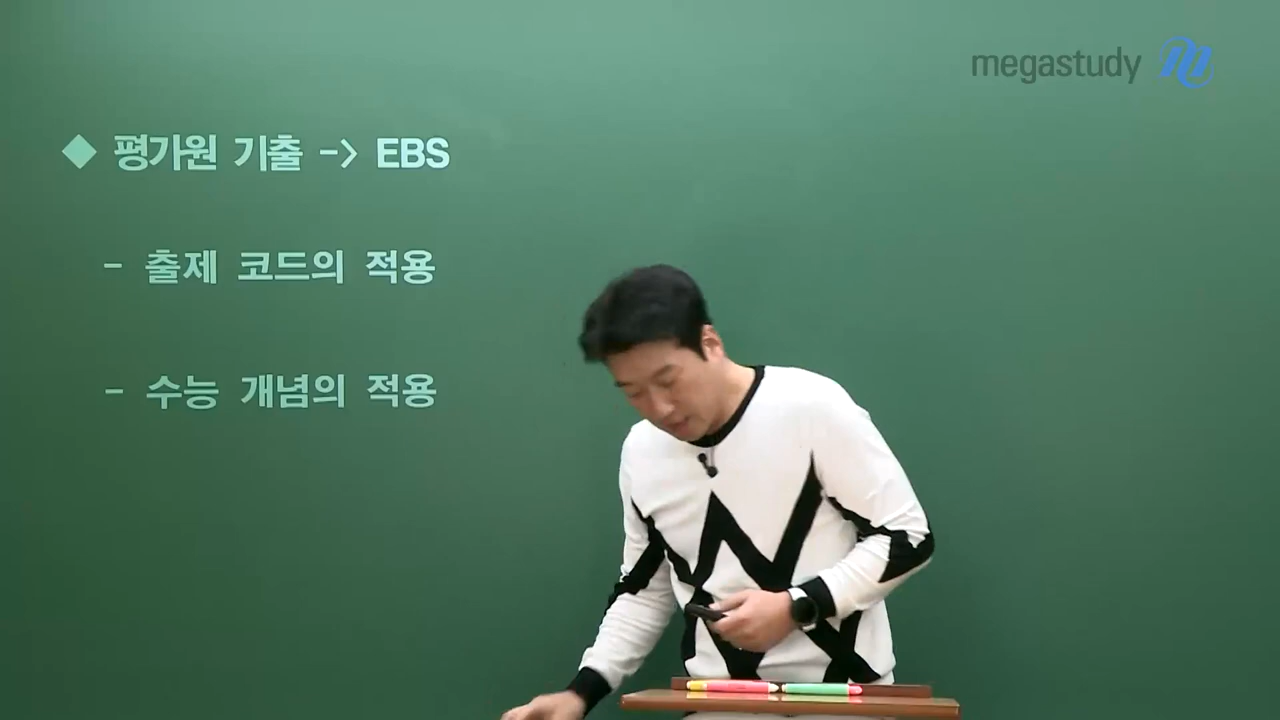 megastudy
◆ 평가원 기출 -> EBS
- 출제 코드의 적용
- 수능 개념의 적용